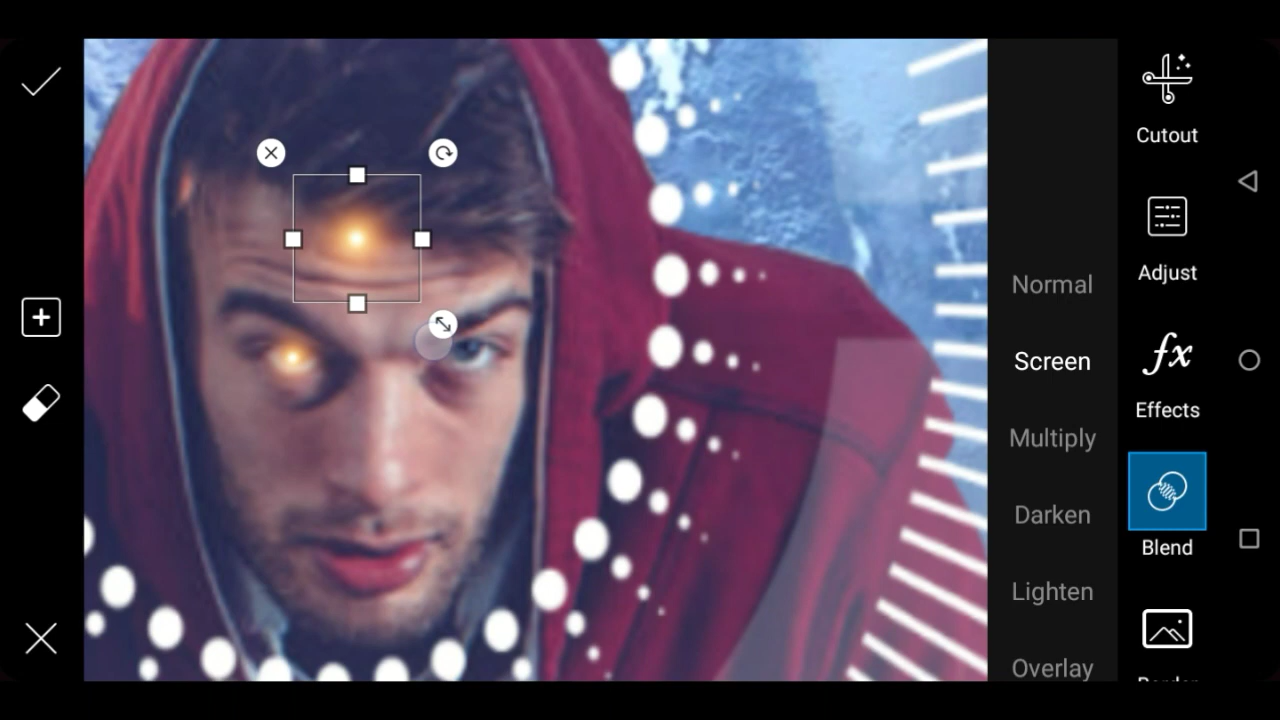 Normal
Screen
Multiply
Darken
Lighten
Overlay
Cutout
Adjust
fx
Effects
Blend